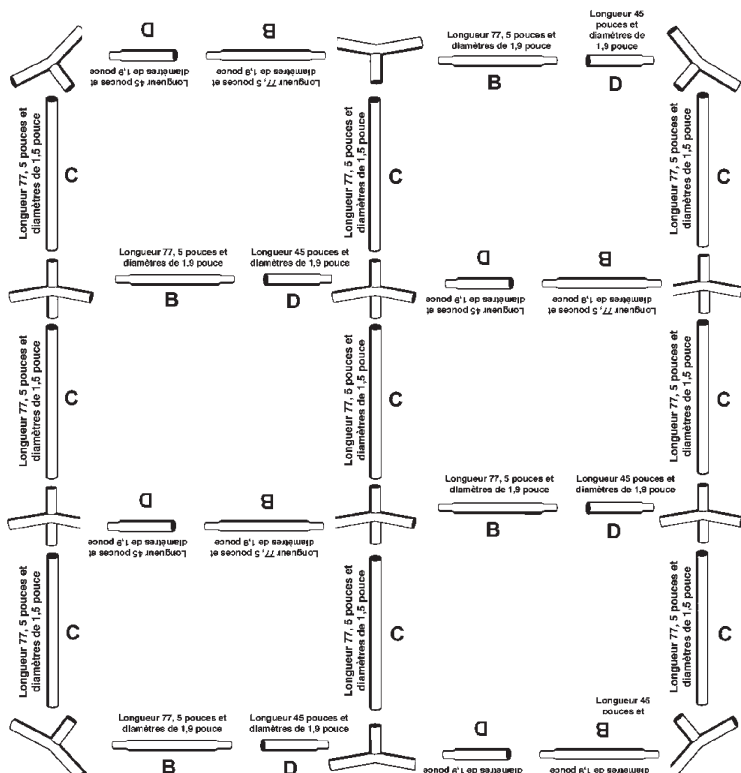 D
B
Longueur 77, 5 pouces et
diamètres de 1,9 pouce
Longueur 45
pouces et
diamètres de
1,9 pouce
Longueur 45 pouces et
diamètres de 1,9 pouce
Longueur 77, 5 pouces et
diamètres de 1,9 pouce
B
D
Longueur 77, 5 pouces et
diamètres de 1,5 pouce
C
Longueur 77, 5 pouces et
diamètres de 1,5 pouce
C
Longueur 77, 5 pouces et
diamètres de 1,5 pouce
C
Longueur 77, 5 pouces et
diamètres de 1,9 pouce
Longueur 45 pouces et
diamètres de 1,9 pouce
B
D
D
B
Longueur 45 pouces et
diamètres de 1,9 pouce
Longueur 77, 5 pouces et
diamètres de 1,9 pouce
Longueur 77, 5 pouces et
diamètres de 1,5 pouce
C
Longueur 77, 5 pouces et
diamètres de 1,5 pouce
C
Longueur 77, 5 pouces et
diamètres de 1,5 pouce
C
D
B
Longueur 45 pouces et
diamètres de 1,9 pouce
Longueur 77, 5 pouces et
diamètres de 1,9 pouce
Longueur 77, 5 pouces et
diamètres de 1,9 pouce
Longueur 45 pouces et
diamètres de 1,9 pouce
B
D
Longueur 77, 5 pouces et
diamètres de 1,5 pouce
C
Longueur 77, 5 pouces et
diamètres de 1,5 pouce
C
Longueur 77, 5 pouces et
diamètres de 1,5 pouce
C
Longueur 77, 5 pouces et
diamètres de 1,9 pouce
Longueur 45 pouces et
diamètres de 1,9 pouce
B
D
D
B
Longueur 45
pouces et
diamètres de 1,9 pouce
diamètres de 1,9 pouce